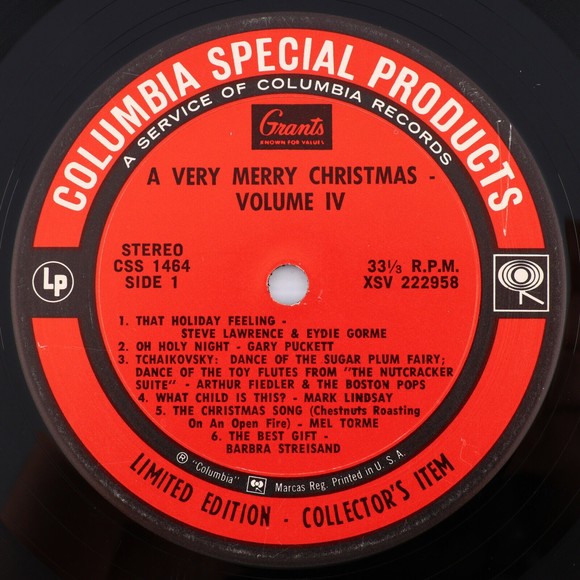 COLUMBIA SPECIAL PRODUCTS
A SERVICE OF COLUMBIA RECORDS
Grants
KNOWN FOR VALUES
A VERY MERRY CHRISTMAS -
VOLUME IV
STEREO
CSS 1464
SIDE 1
33⅓ R.P.M.
XSV 222958
Lp
1. THAT HOLIDAY FEELING -
STEVE LAWRENCE & EYDIE GORME
2. OH HOLY NIGHT - GARY PUCKETT
3. TCHAIKOVSKY: DANCE OF THE SUGAR PLUM FAIRY;
DANCE OF THE TOY FLUTES FROM "THE NUTCRACKER
SUITE" - ARTHUR FIEDLER & THE BOSTON POPS
4. WHAT CHILD IS THIS? - MARK LINDSAY
5. THE CHRISTMAS SONG (Chestnuts Roasting
On An Open Fire) - MEL TORME
6. THE BEST GIFT -
BARBRA STREISAND
® "Columbia" Marcas Reg. Printed in U. S. A.
LIMITED EDITION - COLLECTOR'S ITEM